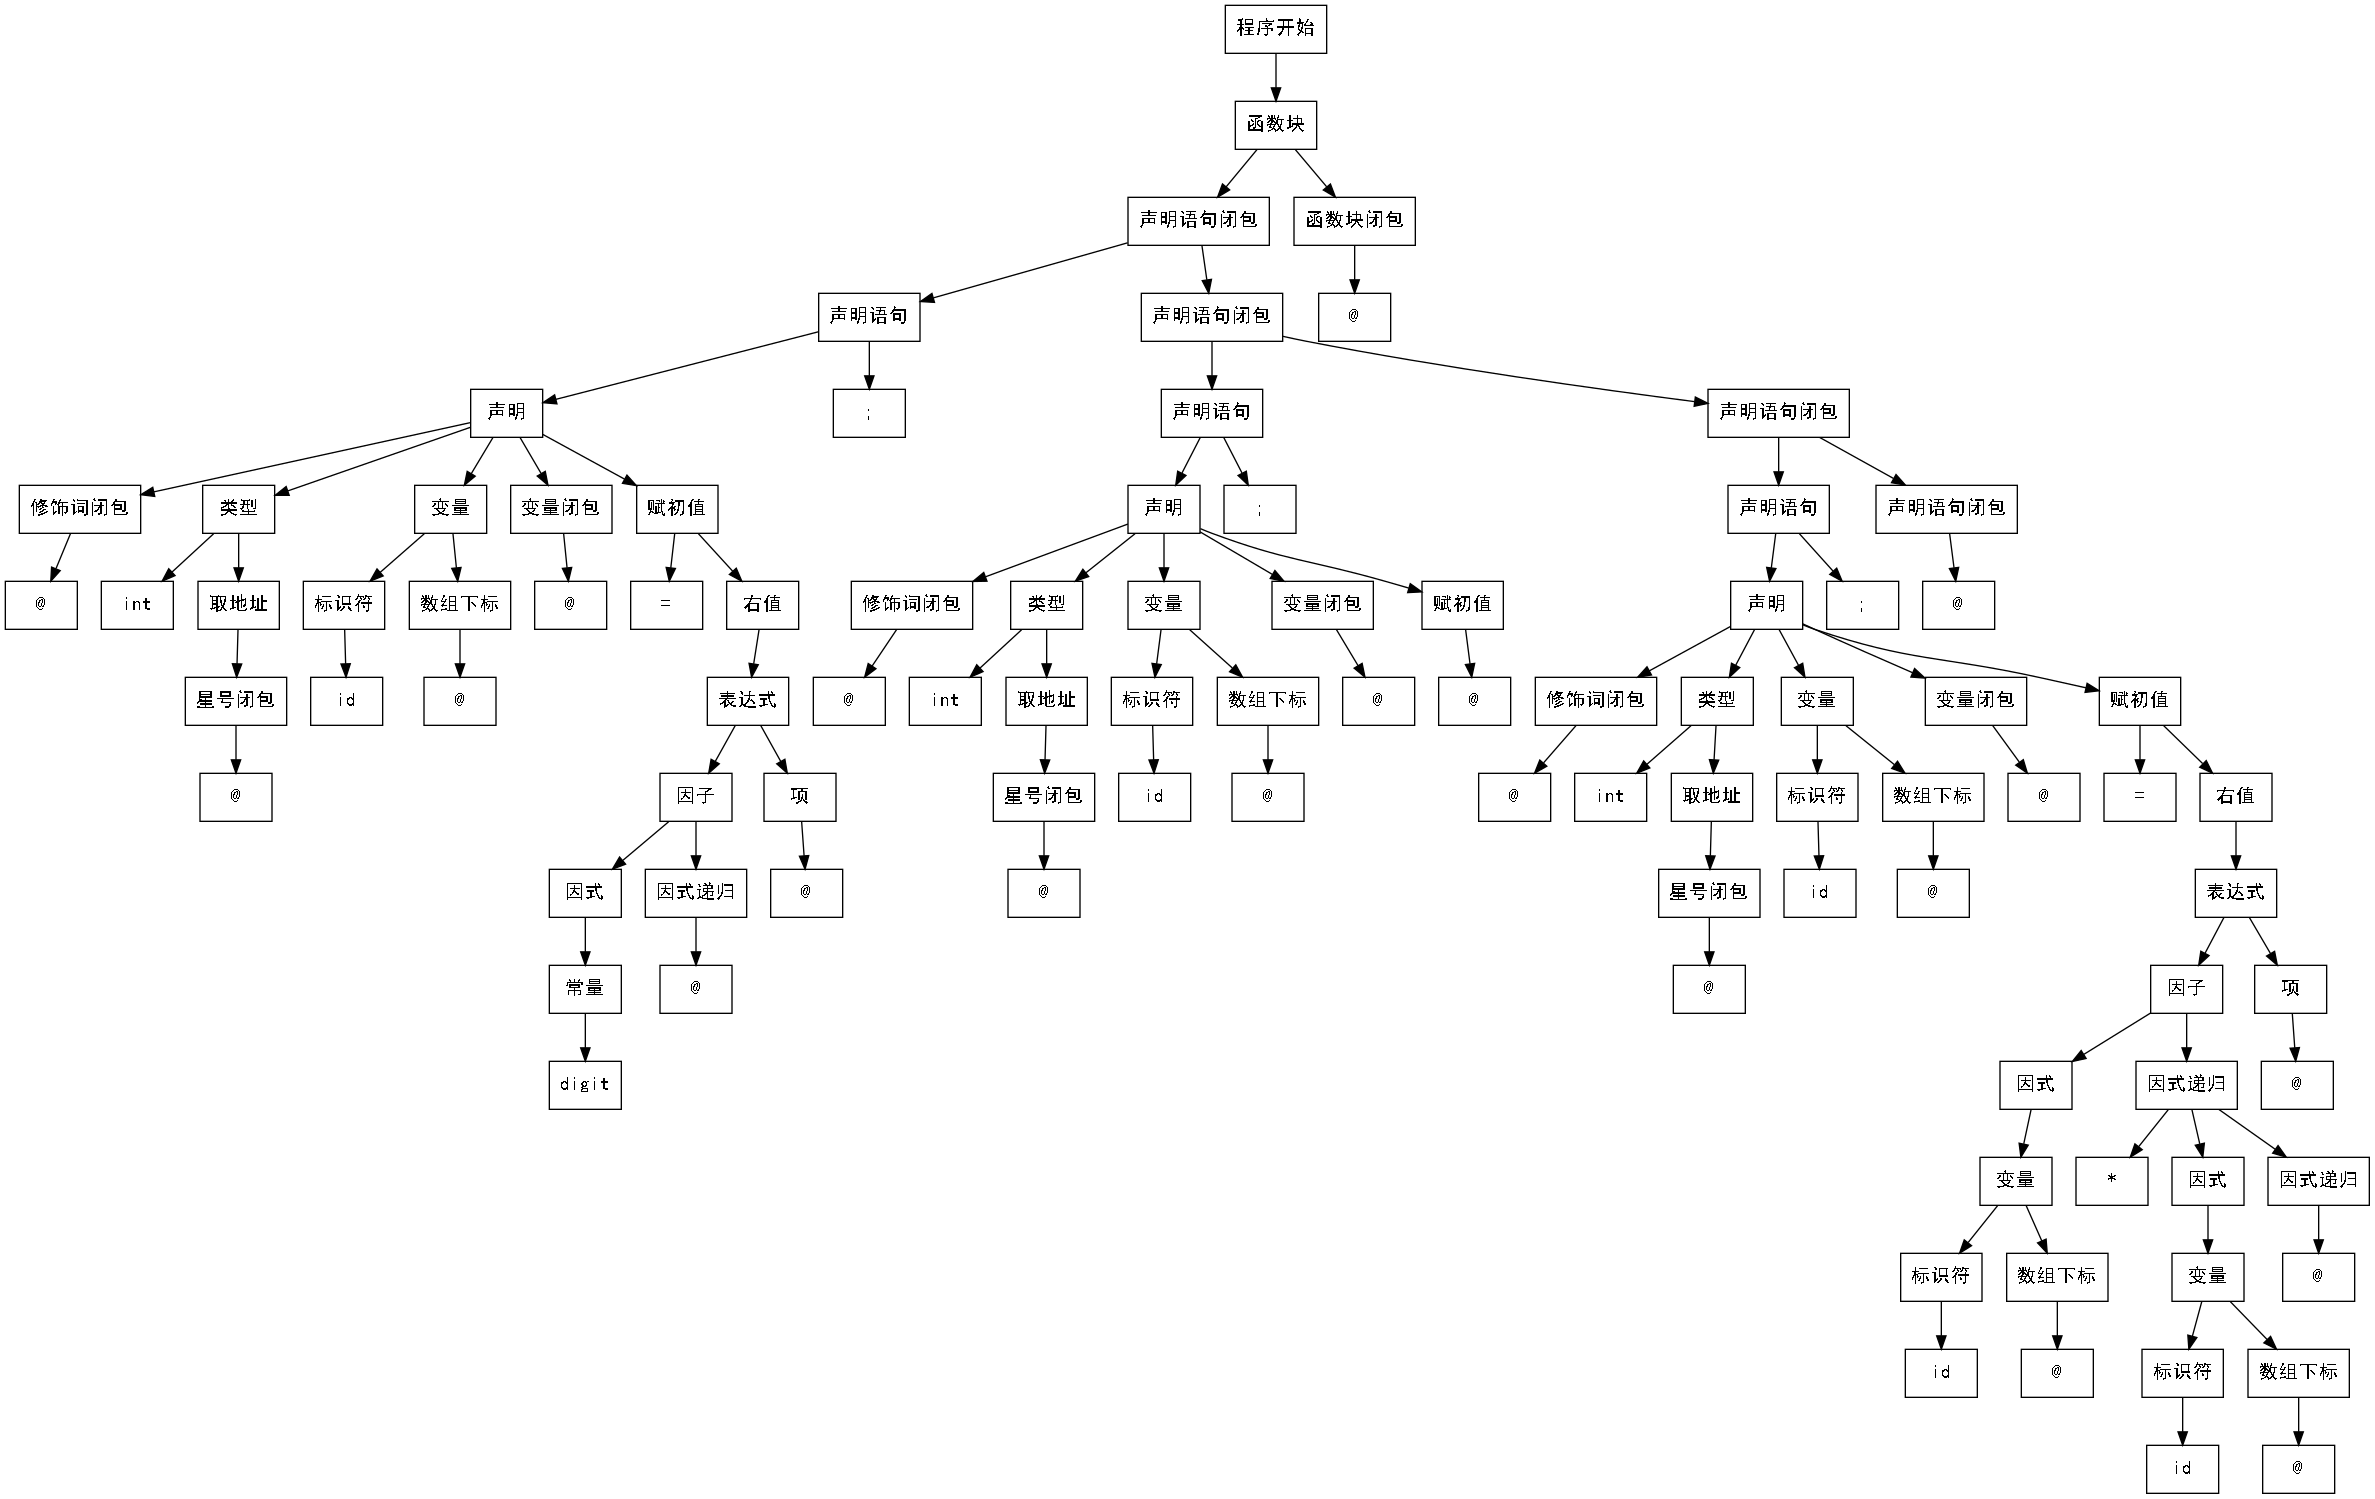 程序开始
函数块
声明语句闭包
函数块闭包
声明语句
声明语句闭包
@
声明
;
声明语句
声明语句闭包
修饰词闭包
类型
变量
变量闭包
赋初值
声明
;
声明语句
声明语句闭包
@
int
取地址
标识符
数组下标
@
=
右值
修饰词闭包
类型
变量
变量闭包
赋初值
声明
;
@
星号闭包
id
@
表达式
@
int
取地址
标识符
数组下标
@
@
修饰词闭包
类型
变量
变量闭包
赋初值
@
因子
项
星号闭包
id
@
@
int
取地址
标识符
数组下标
@
=
右值
因式
因式递归
@
@
星号闭包
id
@
表达式
常量
@
@
因子
项
digit
因式
因式递归
@
变量
*
因式
因式递归
标识符
数组下标
变量
@
id
@
标识符
数组下标
id
@